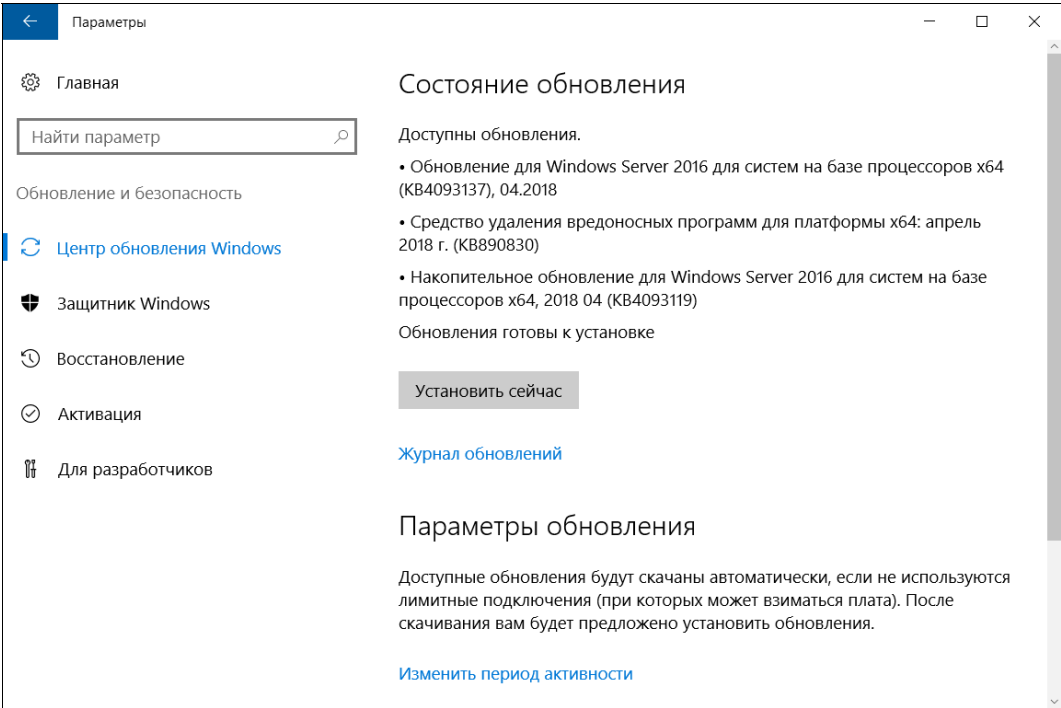 Параметры
Главная
Найти параметр
Обновление и безопасность
Центр обновления Windows
Защитник Windows
Восстановление
Активация
Для разработчиков
Состояние обновления
Доступны обновления.
• Обновление для Windows Server 2016 для систем на базе процессоров x64
(KB4093137), 04.2018
• Средство удаления вредоносных программ для платформы x64: апрель
2018 г. (KB890830)
• Накопительное обновление для Windows Server 2016 для систем на базе
процессоров x64, 2018 04 (KB4093119)
Обновления готовы к установке
Установить сейчас
Журнал обновлений
Параметры обновления
Доступные обновления будут скачаны автоматически, если не используются
лимитные подключения (при которых может взиматься плата). После
скачивания вам будет предложено установить обновления.
Изменить период активности